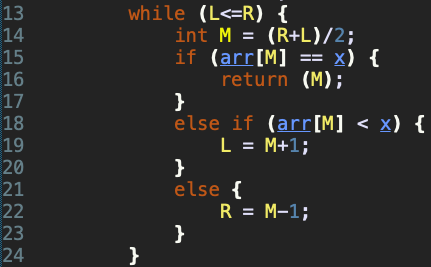 13 while (L<=R) {
14 int M = (R+L)/2;
15 if (arr[M] == x) {
16 return (M);
17 }
18 else if (arr[M] < x) {
19 L = M+1;
20 }
21 else {
22 R = M-1;
23 }
24 }